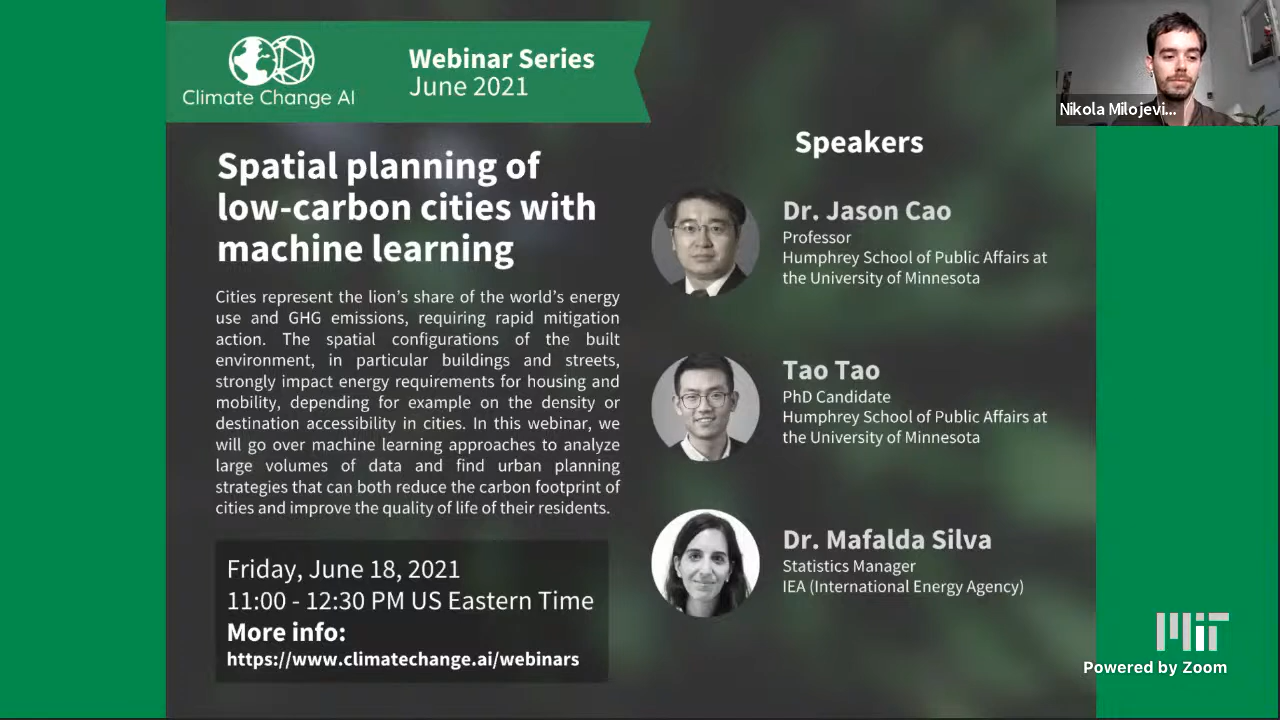 Climate Change AI
Webinar Series
June 2021
Nikola Milojevi...
Spatial planning of
low-carbon cities with
machine learning
Cities represent the lion's share of the world's energy
use and GHG emissions, requiring rapid mitigation
action. The spatial configurations of the built
environment, in particular buildings and streets,
strongly impact energy requirements for housing and
mobility, depending for example on the density or
destination accessibility in cities. In this webinar, we
will go over machine learning approaches to analyze
large volumes of data and find urban planning
strategies that can both reduce the carbon footprint of
cities and improve the quality of life of their residents.
Friday, June 18, 2021
11:00 - 12:30 PM US Eastern Time
More info:
https://www.climatechange.ai/webinars
Speakers
Dr. Jason Cao
Professor
Humphrey School of Public Affairs at
the University of Minnesota
Tao Tao
PhD Candidate
Humphrey School of Public Affairs at
the University of Minnesota
Dr. Mafalda Silva
Statistics Manager
IEA (International Energy Agency)
MIT
Powered by Zoom